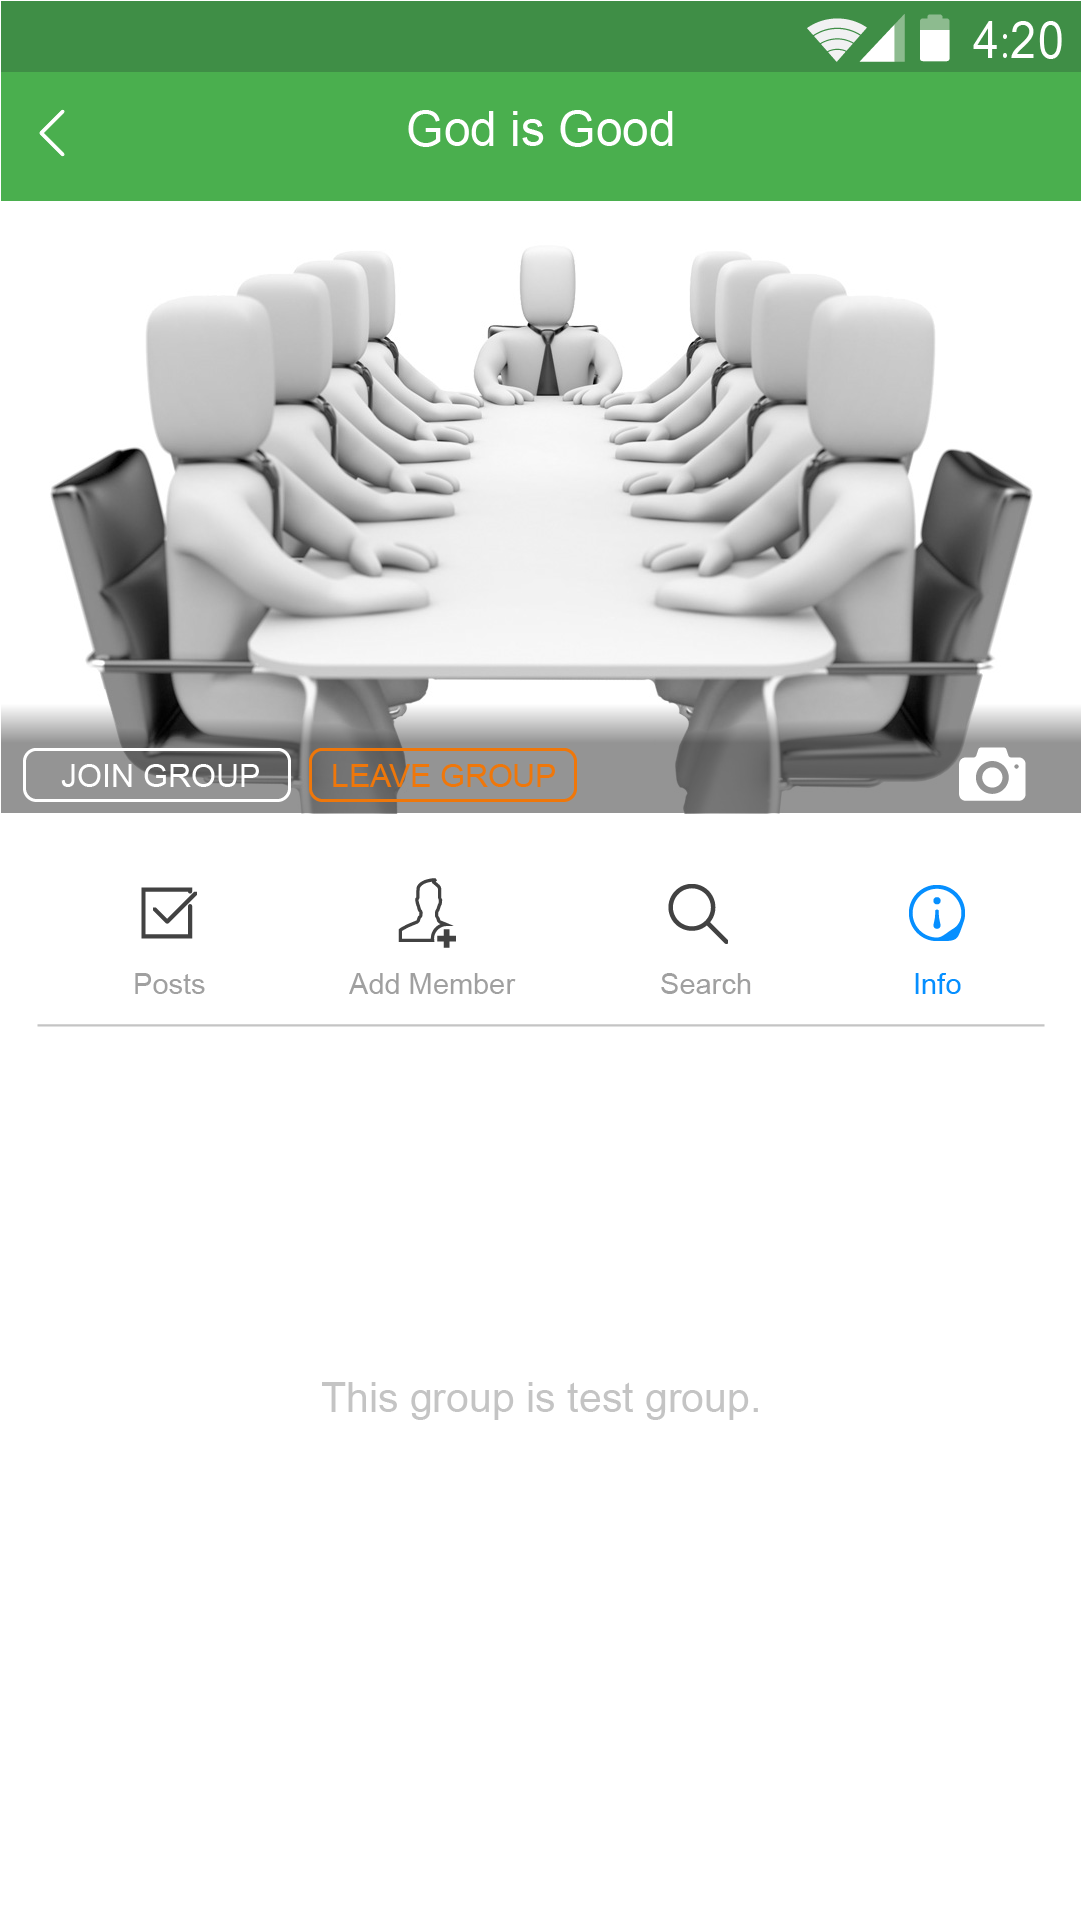 4:20
God is Good
JOIN GROUP
LEAVE GROUP
Posts
Add Member
Search
Info
This group is test group.